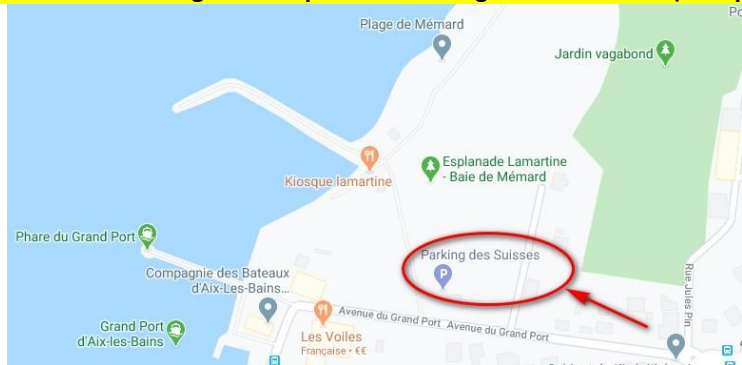 Plage de Mémard
Jardin vagabond
Kiosque lamartine
Esplanade Lamartine
- Baie de Mémard
Phare du Grand Port
Parking des Suisses
P
Compagnie des Bateaux
d'Aix-Les-Bains...
Rue Jules Pin
Grand Port
d'Aix-les-Bains
Avenue du Grand Port
Avenue du Grand Port
Les Voiles
Française • €€